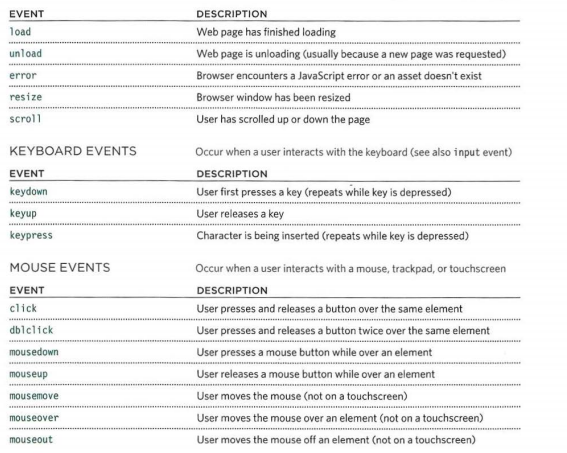 EVENT DESCRIPTION
load Web page has finished loading
unload Web page is unloading (usually because a new page was requested)
error Browser encounters a JavaScript error or an asset doesn't exist
resize Browser window has been resized
scroll User has scrolled up or down the page
KEYBOARD EVENTS Occur when a user interacts with the keyboard (see also input event)
EVENT DESCRIPTION
keydown User first presses a key (repeats while key is depressed)
keyup User releases a key
keypress Character is being inserted (repeats while key is depressed)
MOUSE EVENTS Occur when a user interacts with a mouse, trackpad, or touchscreen
EVENT DESCRIPTION
click User presses and releases a button over the same element
dblclick User presses and releases a button twice over the same element
mousedown User presses a mouse button while over an element
mouseup User releases a mouse button while over an element
mousemove User moves the mouse (not on a touchscreen)
mouseover User moves the mouse over an element (not on a touchscreen)
mouseout User moves the mouse off an element (not on a touchscreen)